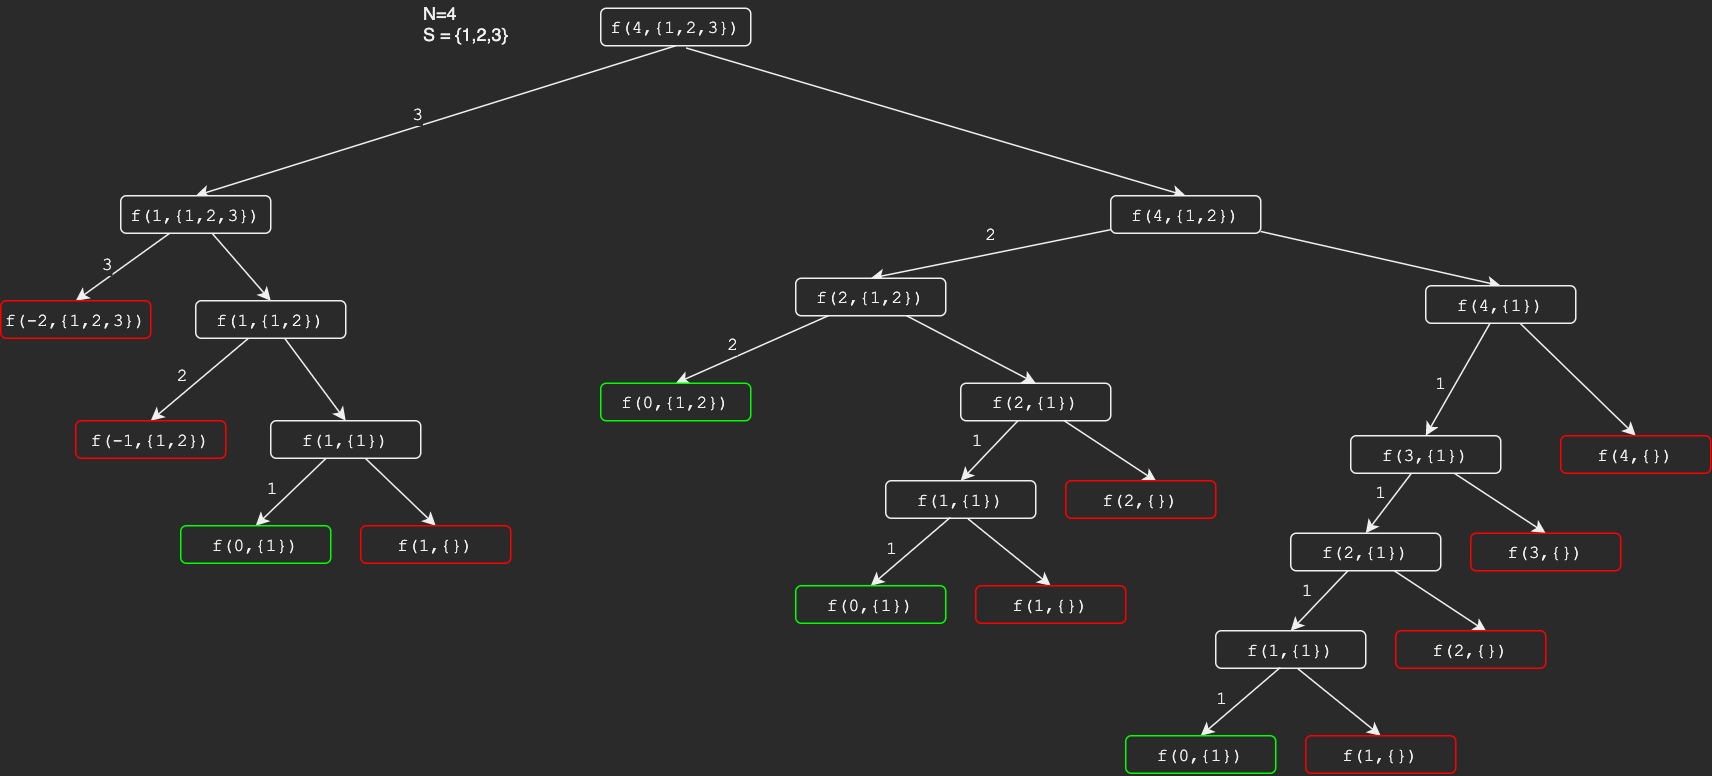 N=4
S = {1,2,3}
f(4,{1,2,3})
3
f(1,{1,2,3})
f(4,{1,2})
2
3
f(-2,{1,2,3})
f(1,{1,2})
f(2,{1,2})
f(4,{1})
2
2
1
f(-1,{1,2})
f(1,{1})
f(0,{1,2})
f(2,{1})
1
f(3,{1})
f(4,{})
1
1
f(0,{1})
f(1,{})
f(1,{1})
f(2,{})
f(2,{1})
f(3,{})
1
1
f(0,{1})
f(1,{})
f(1,{1})
f(2,{})
1
f(0,{1})
f(1,{})